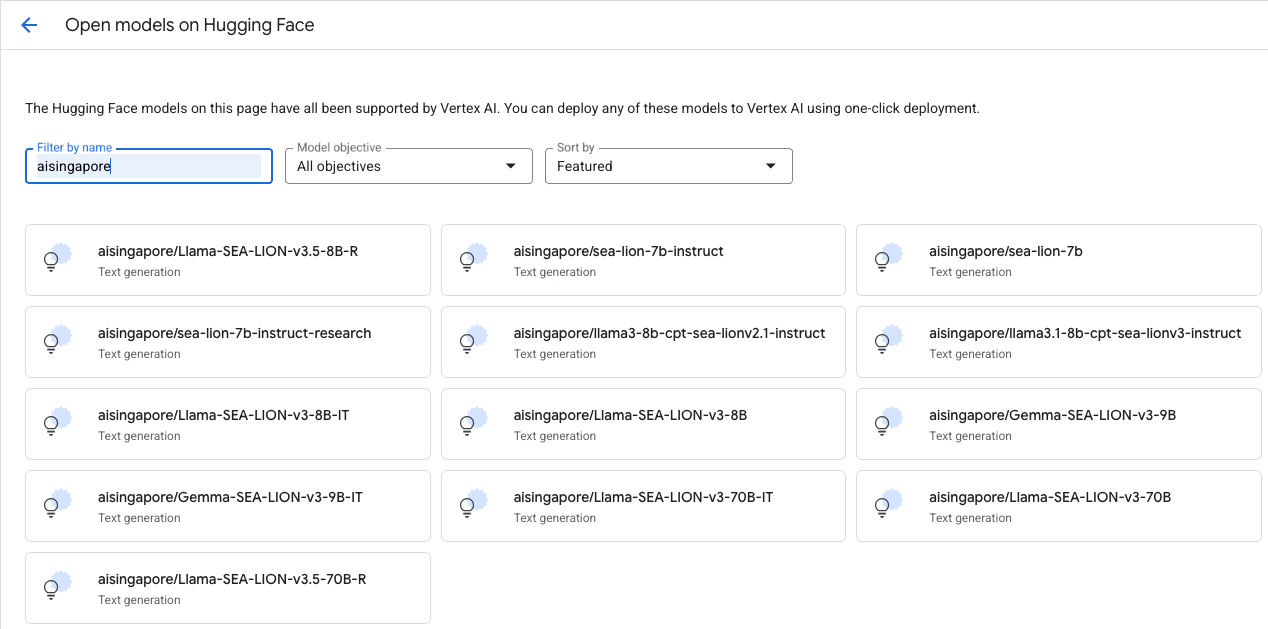 Open models on Hugging Face
The Hugging Face models on this page have all been supported by Vertex AI. You can deploy any of these models to Vertex AI using one-click deployment.
Filter by name
aisingapore
Model objective
All objectives
Sort by
Featured
aisingapore/Llama-SEA-LION-v3.5-8B-R
Text generation
aisingapore/sea-lion-7b-instruct
Text generation
aisingapore/sea-lion-7b
Text generation
aisingapore/sea-lion-7b-instruct-research
Text generation
aisingapore/llama3-8b-cpt-sea-lionv2.1-instruct
Text generation
aisingapore/llama3.1-8b-cpt-sea-lionv3-instruct
Text generation
aisingapore/Llama-SEA-LION-v3-8B-IT
Text generation
aisingapore/Llama-SEA-LION-v3-8B
Text generation
aisingapore/Gemma-SEA-LION-v3-9B
Text generation
aisingapore/Gemma-SEA-LION-v3-9B-IT
Text generation
aisingapore/Llama-SEA-LION-v3-70B-IT
Text generation
aisingapore/Llama-SEA-LION-v3-70B
Text generation
aisingapore/Llama-SEA-LION-v3.5-70B-R
Text generation